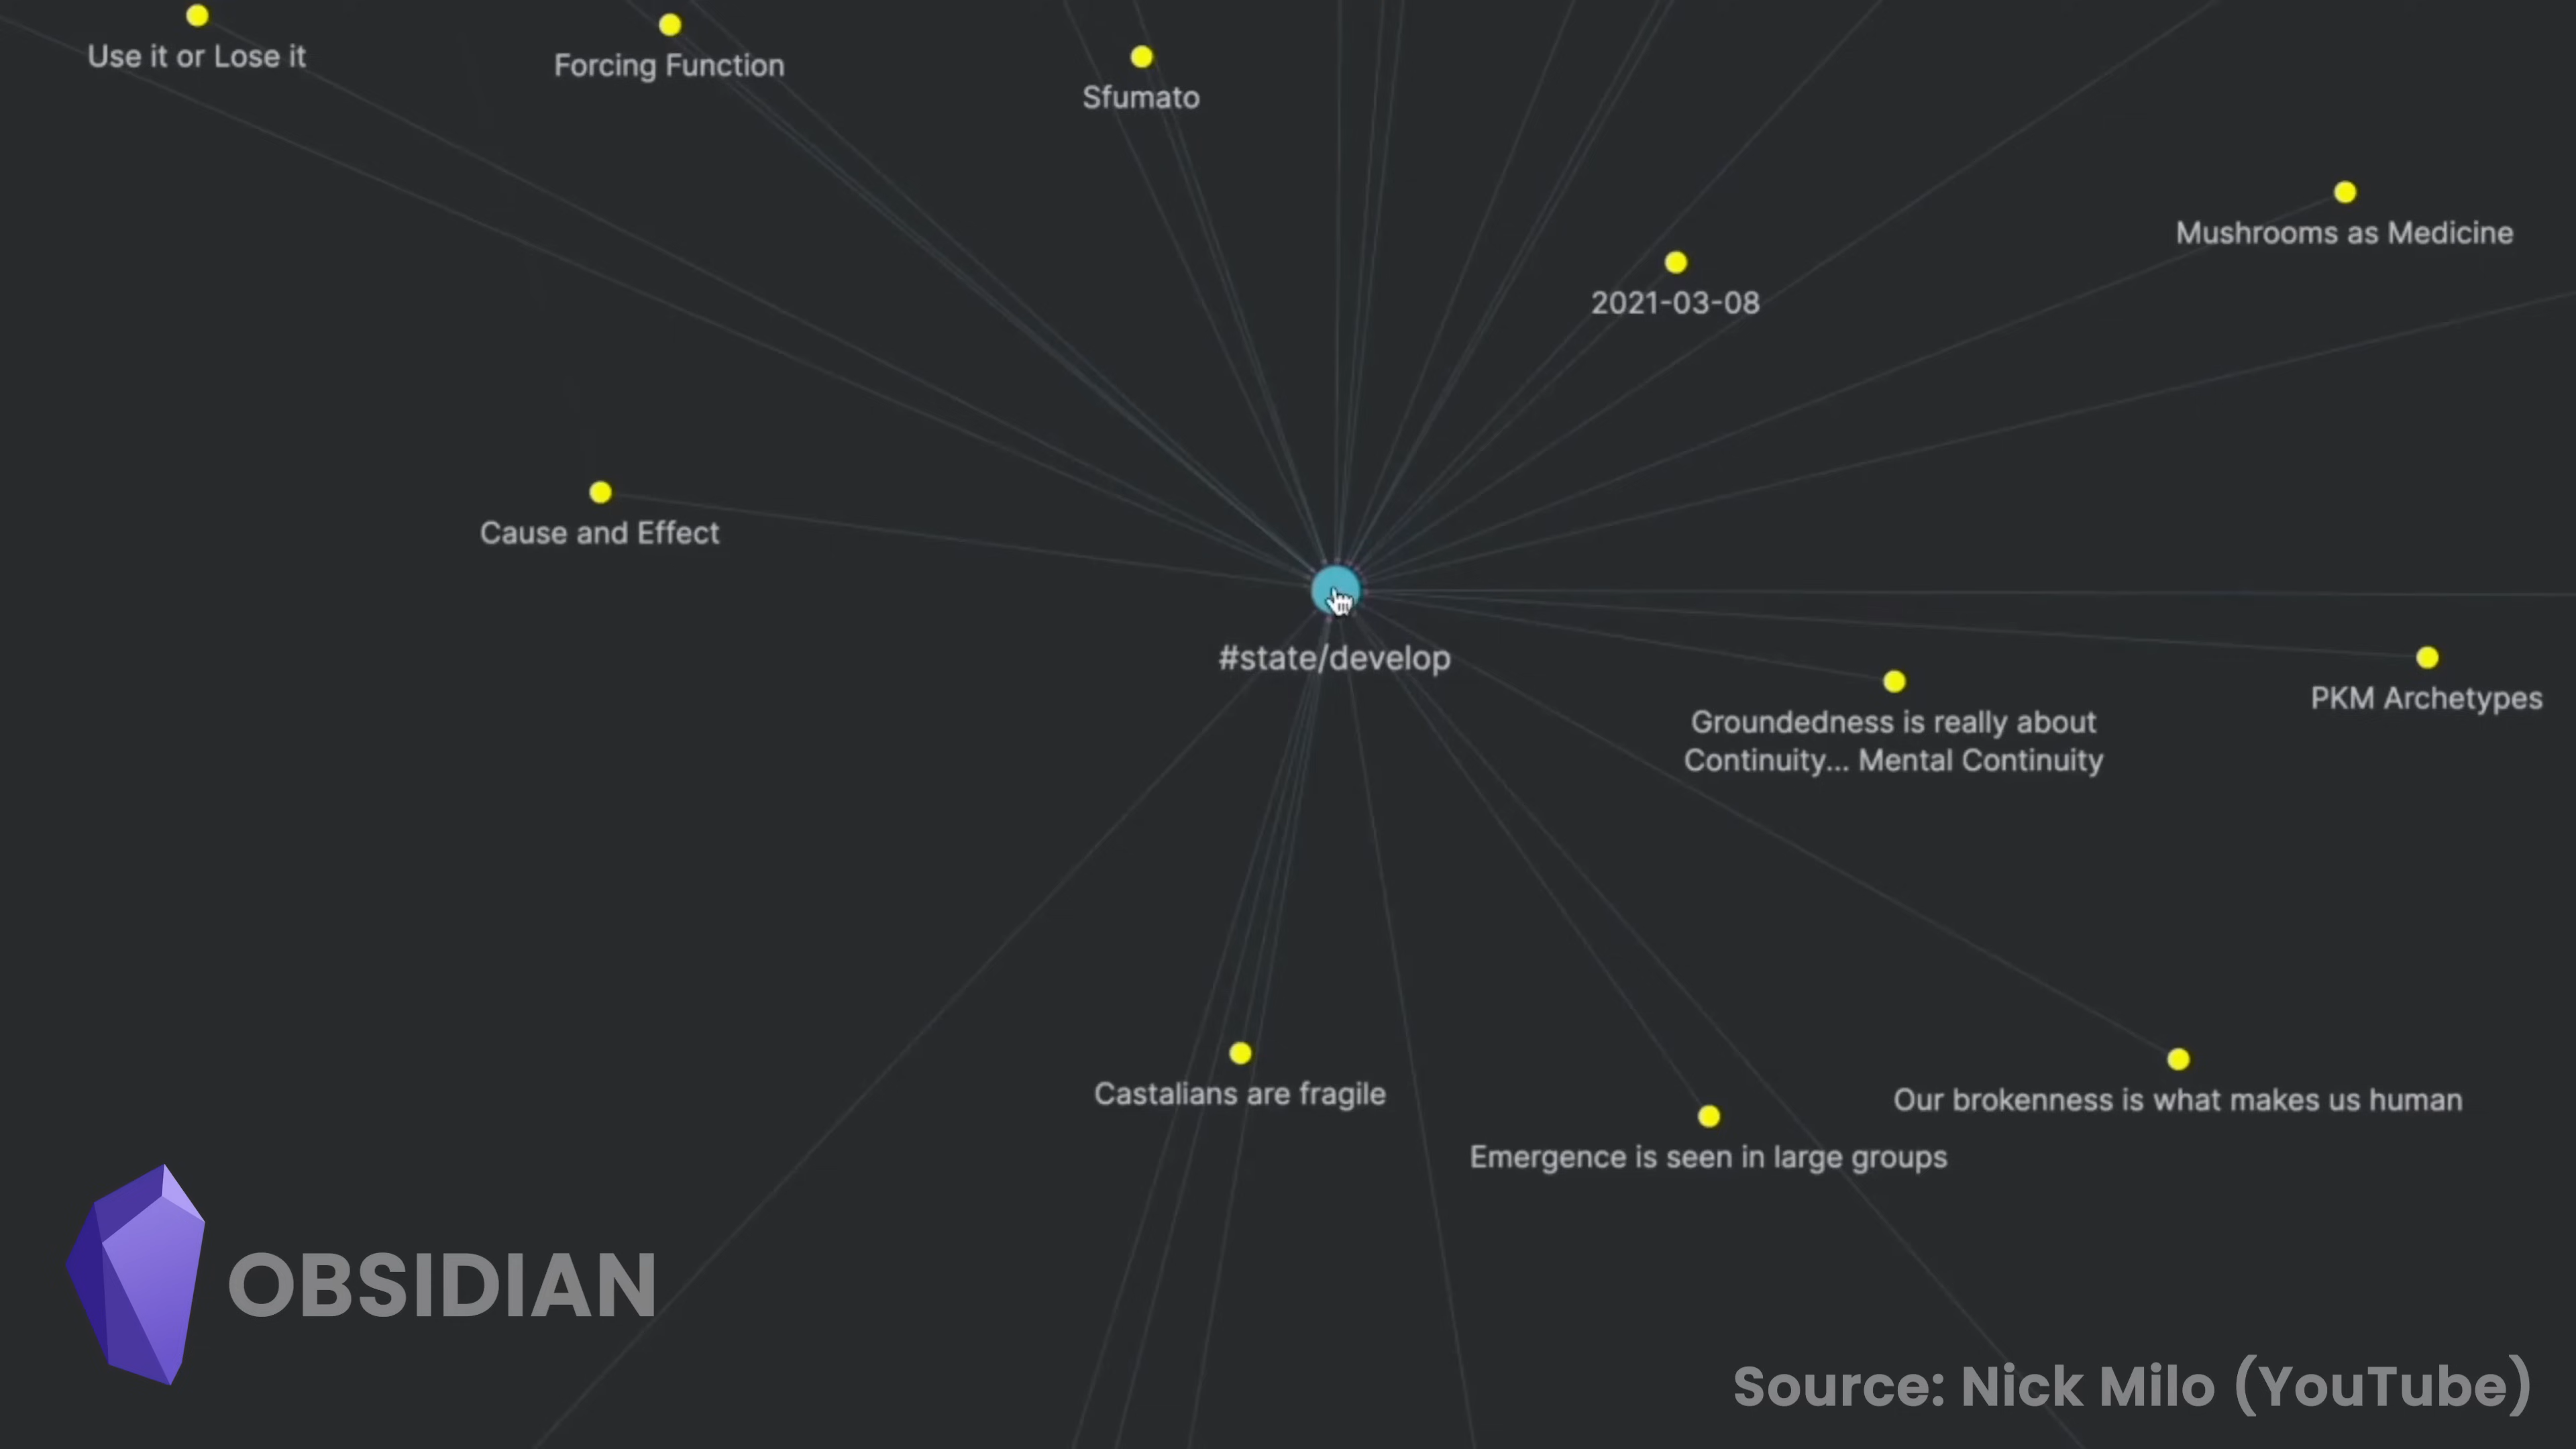 Use it or Lose it
Forcing Function
Sfumato
Mushrooms as Medicine
2021-03-08
Cause and Effect
#state/develop
PKM Archetypes
Groundedness is really about
Continuity... Mental Continuity
Castalians are fragile
Our brokenness is what makes us human
Emergence is seen in large groups
OBSIDIAN
Source: Nick Milo (YouTube)